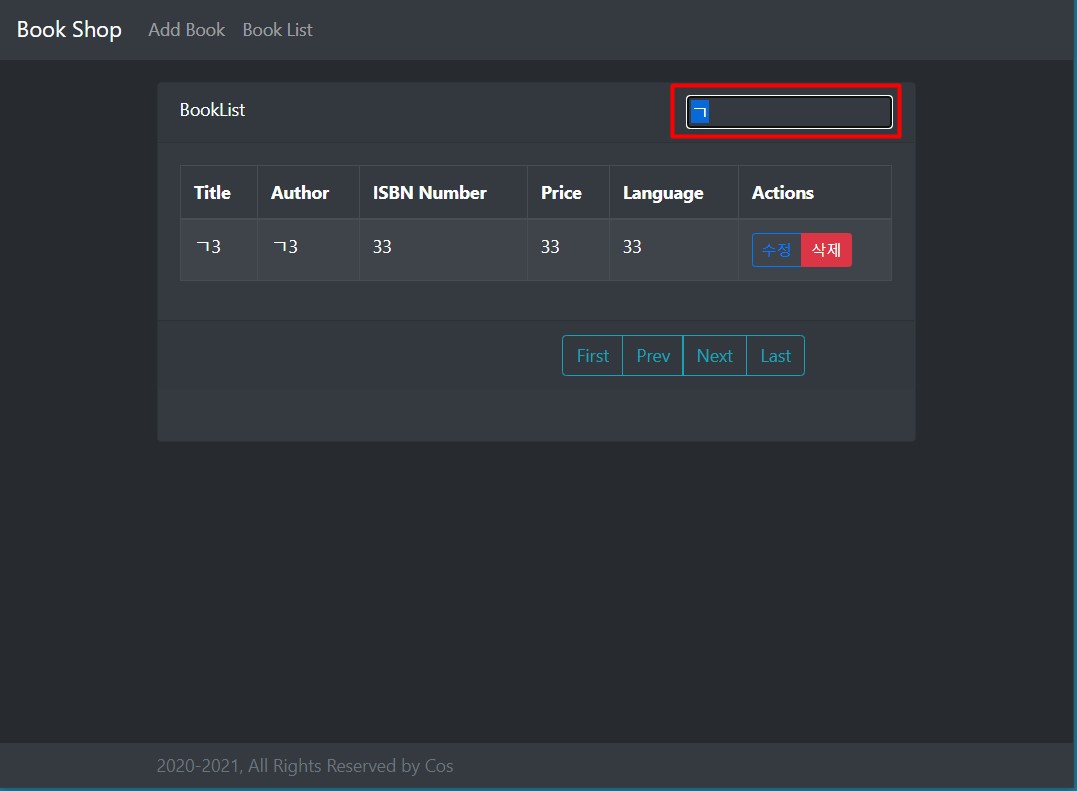 Book Shop Add Book Book List
BookList ㄱ
Title Author ISBN Number Price Language Actions
ㄱ3 ㄱ3 33 33 33 수정 삭제
First Prev Next Last
2020-2021, All Rights Reserved by Cos